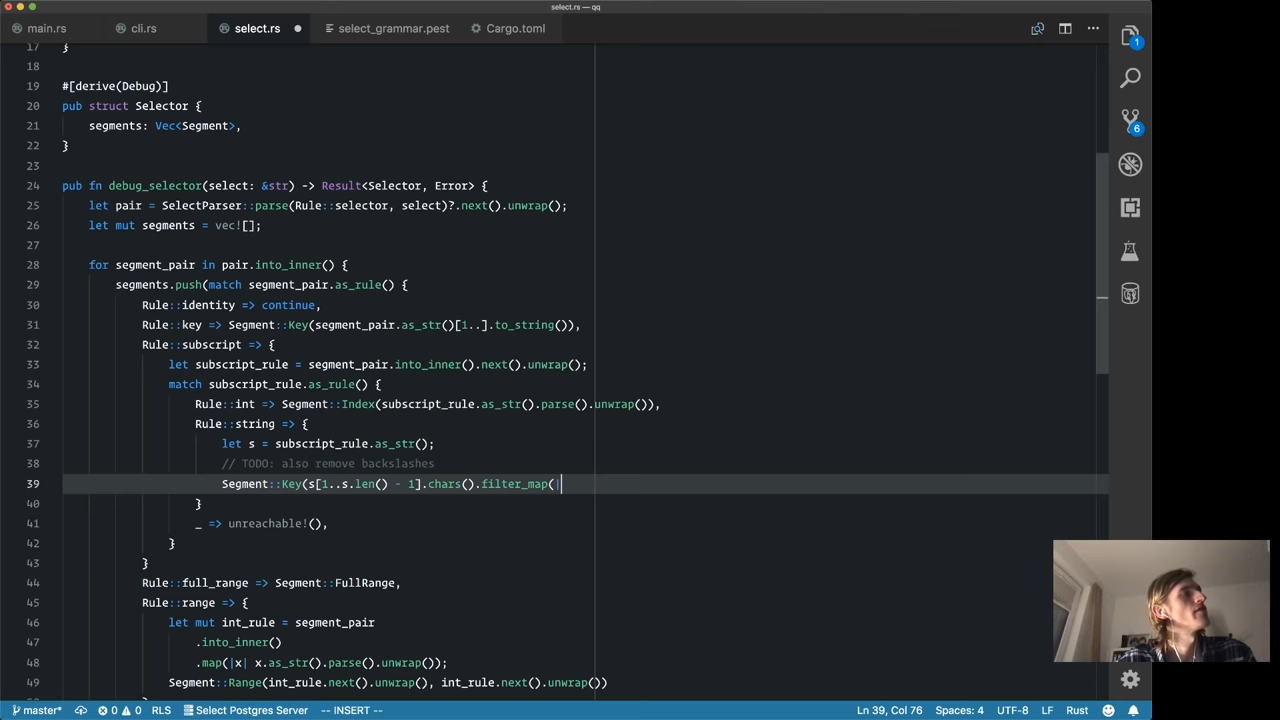 select.rs — qq
main.rs
cli.rs
select.rs
select_grammar.pest
Cargo.toml
17 }
18
19 #[derive(Debug)]
20 pub struct Selector {
21     segments: Vec<Segment>,
22 }
23
24 pub fn debug_selector(select: &str) -> Result<Selector, Error> {
25     let pair = SelectParser::parse(Rule::selector, select)?.next().unwrap();
26     let mut segments = vec![];
27
28     for segment_pair in pair.into_inner() {
29         segments.push(match segment_pair.as_rule() {
30             Rule::identity => continue,
31             Rule::key => Segment::Key(segment_pair.as_str()[1..].to_string()),
32             Rule::subscript => {
33                 let subscript_rule = segment_pair.into_inner().next().unwrap();
34                 match subscript_rule.as_rule() {
35                     Rule::int => Segment::Index(subscript_rule.as_str().parse().unwrap()),
36                     Rule::string => {
37                         let s = subscript_rule.as_str();
38                         // TODO: also remove backslashes
39                         Segment::Key(s[1..s.len() - 1].chars().filter_map(|
40                     }
41                     _ => unreachable!(),
42                 }
43             }
44             Rule::full_range => Segment::FullRange,
45             Rule::range => {
46                 let mut int_rule = segment_pair
47                     .into_inner()
48                     .map(|x| x.as_str().parse().unwrap());
49                 Segment::Range(int_rule.next().unwrap(), int_rule.next().unwrap())
1
6
master*
0
0
RLS
Select Postgres Server
-- INSERT --
Ln 39, Col 76
Spaces: 4
UTF-8
LF
Rust